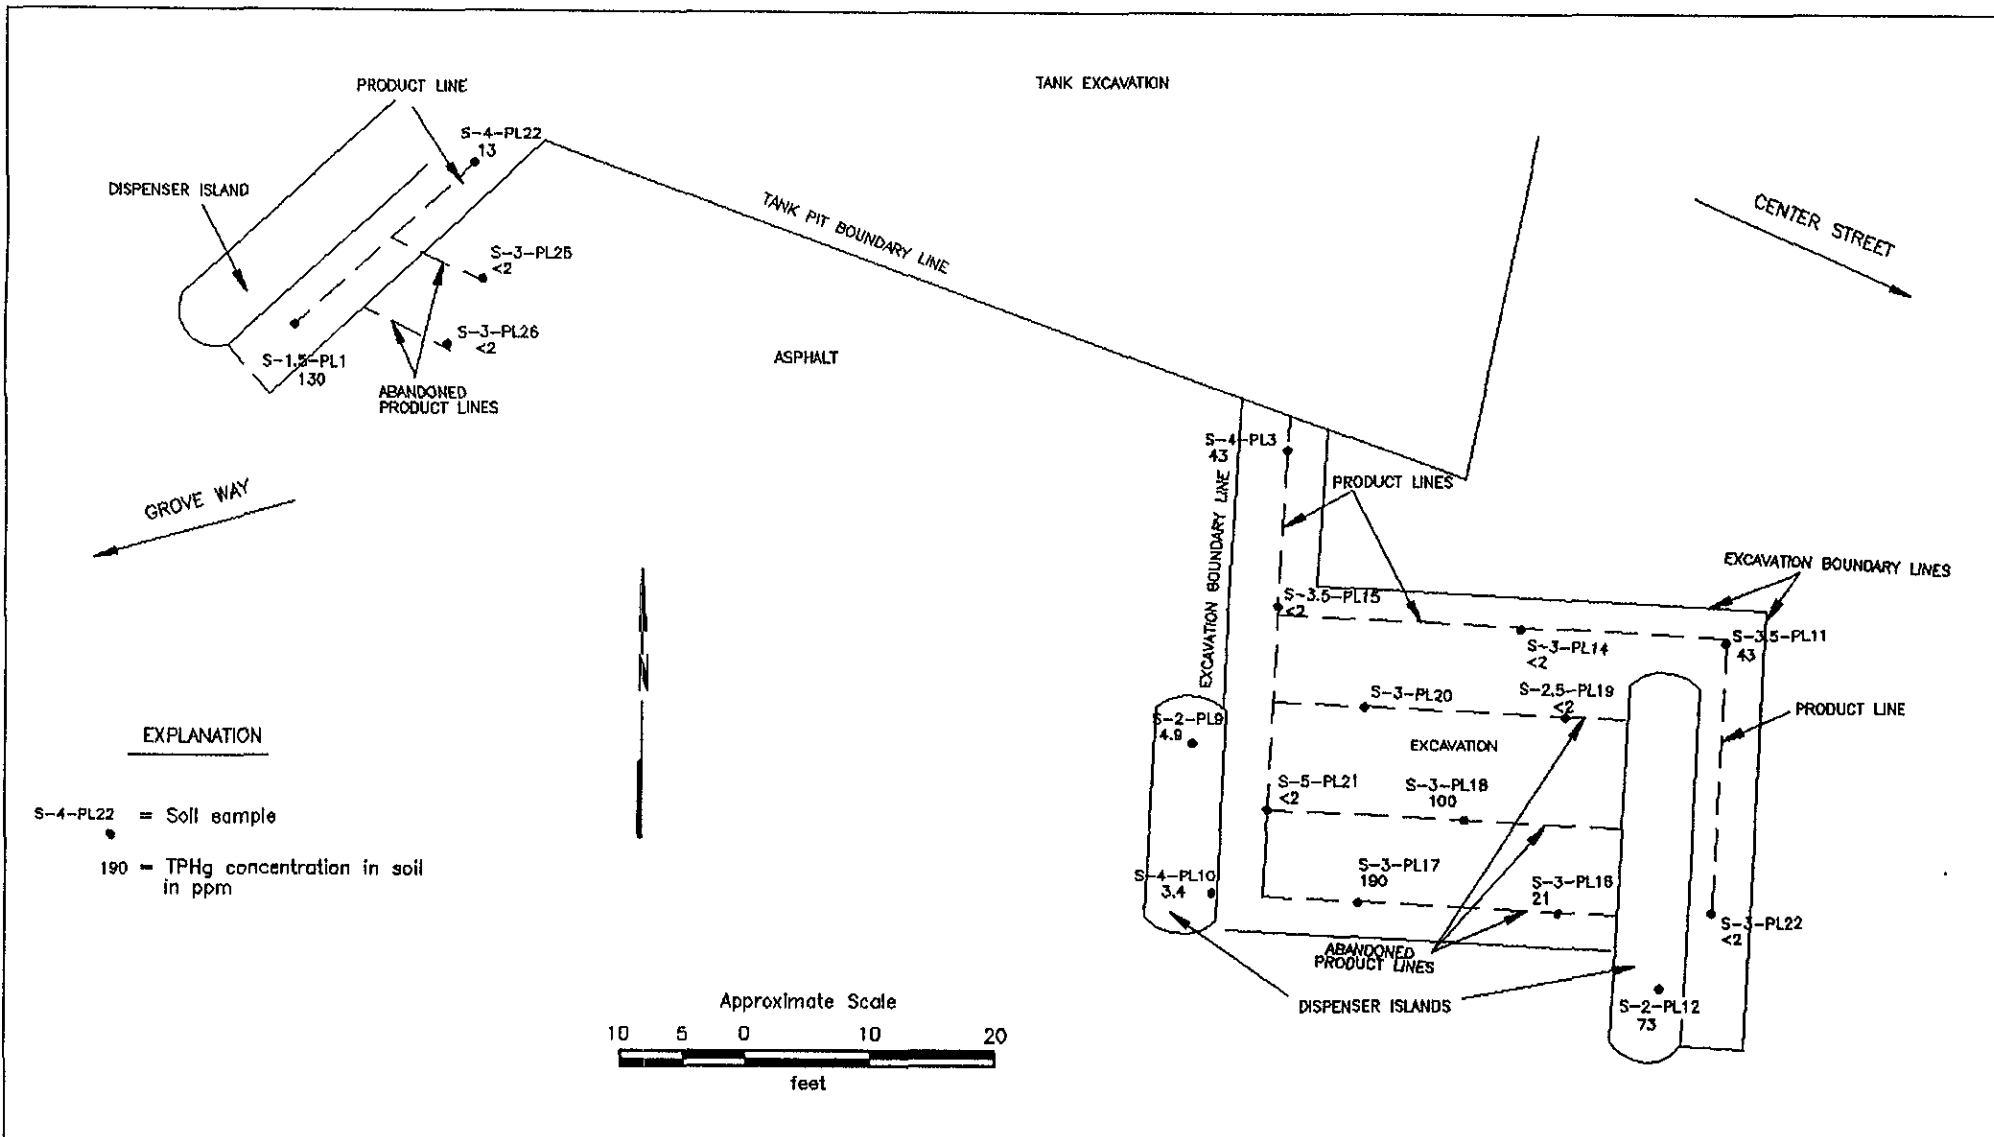 PRODUCT LINE
TANK EXCAVATION
S-4-PL22
13
DISPENSER ISLAND
TANK PIT BOUNDARY LINE
CENTER STREET
S-3-PL25
<2
S-3-PL26
<2
ASPHALT
S-1.5-PL1
130
ABANDONED
PRODUCT LINES
S-4-PL3
43
EXCAVATION BOUNDARY LINE
PRODUCT LINES
GROVE WAY
EXCAVATION BOUNDARY LINES
S-3.5-PL15
<2
S-3-PL14
<2
S-3.5-PL11
43
S-3-PL20
S-2.5-PL19
<2
PRODUCT LINE
S-2-PL9
4.9
EXCAVATION
EXPLANATION
S-5-PL21
<2
S-3-PL18
100
S-4-PL22 = Soil sample
190 = TPHg concentration in soil
in ppm
S-3-PL17
190
S-4-PL10
3.4
S-3-PL16
21
S-3-PL22
<2
ABANDONED
PRODUCT LINES
DISPENSER ISLANDS
S-2-PL12
73
Approximate Scale
10 5 0 10 20
feet